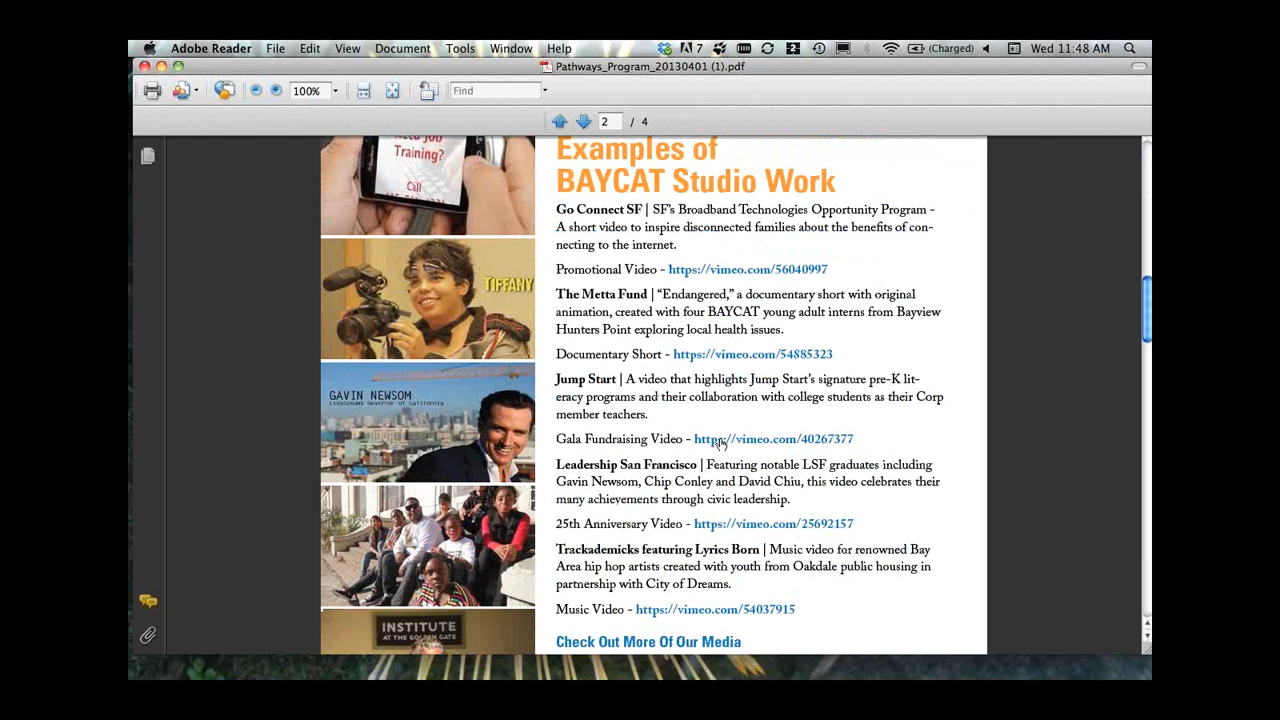 Adobe Reader File Edit View Document Tools Window Help 7 2 (Charged) Wed 11:48 AM
Pathways_Program_20130401 (1).pdf
100% Find
2 / 4
Need Job
Training?
Call
TIFFANY
GAVIN NEWSOM
Lieutenant Governor of California
INSTITUTE
AT THE GOLDEN GATE
Examples of
BAYCAT Studio Work
Go Connect SF | SF's Broadband Technologies Opportunity Program -
A short video to inspire disconnected families about the benefits of con-
necting to the internet.
Promotional Video - https://vimeo.com/56040997
The Metta Fund | “Endangered,” a documentary short with original
animation, created with four BAYCAT young adult interns from Bayview
Hunters Point exploring local health issues.
Documentary Short - https://vimeo.com/54885323
Jump Start | A video that highlights Jump Start's signature pre-K lit-
eracy programs and their collaboration with college students as their Corp
member teachers.
Gala Fundraising Video - https://vimeo.com/40267377
Leadership San Francisco | Featuring notable LSF graduates including
Gavin Newsom, Chip Conley and David Chiu, this video celebrates their
many achievements through civic leadership.
25th Anniversary Video - https://vimeo.com/25692157
Trackademicks featuring Lyrics Born | Music video for renowned Bay
Area hip hop artists created with youth from Oakdale public housing in
partnership with City of Dreams.
Music Video - https://vimeo.com/54037915
Check Out More Of Our Media